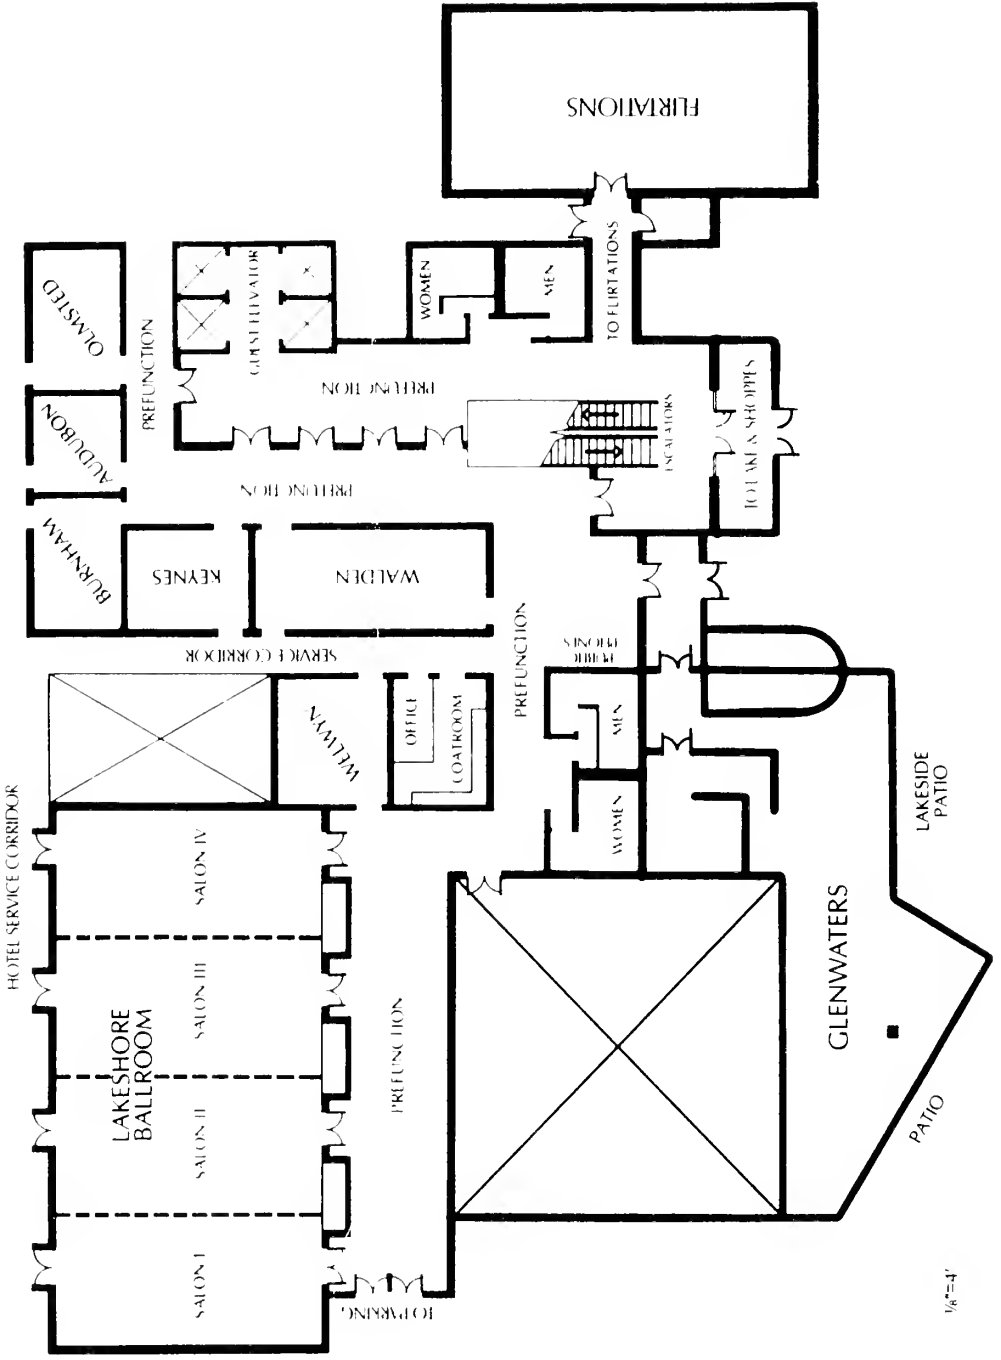 FLIRTATIONS
OLMSTED
GUEST ELEVATOR
WOMEN
MEN
TO FLIRTATIONS
PREFUNCTION
AUDUBON
PREFUNCTION
ESCALATORS
TO LAKE & SHOPPES
PREFUNCTION
BURNHAM
KEYNES
WALDEN
SERVICE CORRIDOR
PREFUNCTION
PUBLIC
PHONES
WELWYN
OFFICE
COATROOM
MEN
WOMEN
LAKESIDE
PATIO
HOTEL SERVICE CORRIDOR
SALON IV
SALON III
LAKESHORE
BALLROOM
SALON II
SALON I
PREFUNCTION
GLENWATERS
PATIO
TO PARKING
1/8"=4'